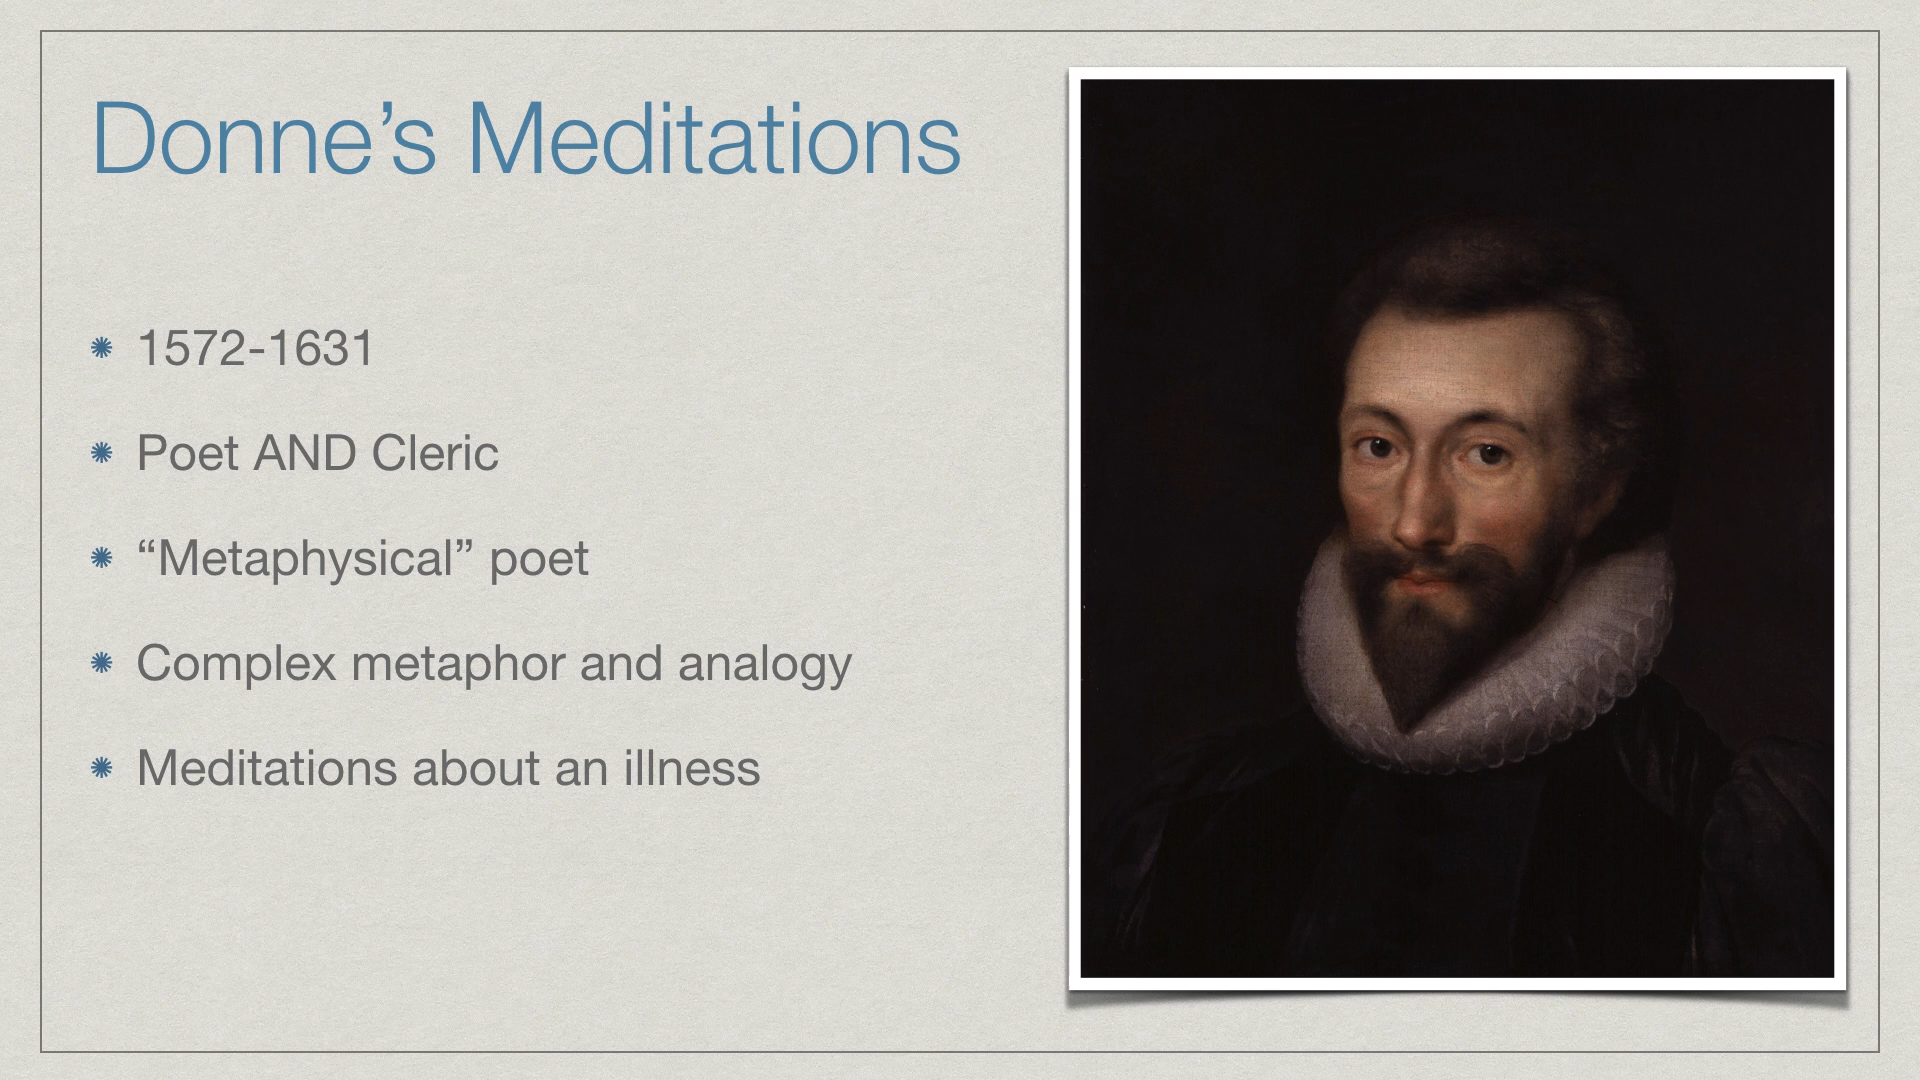 Donne’s Meditations
1572-1631
Poet AND Cleric
“Metaphysical” poet
Complex metaphor and analogy
Meditations about an illness